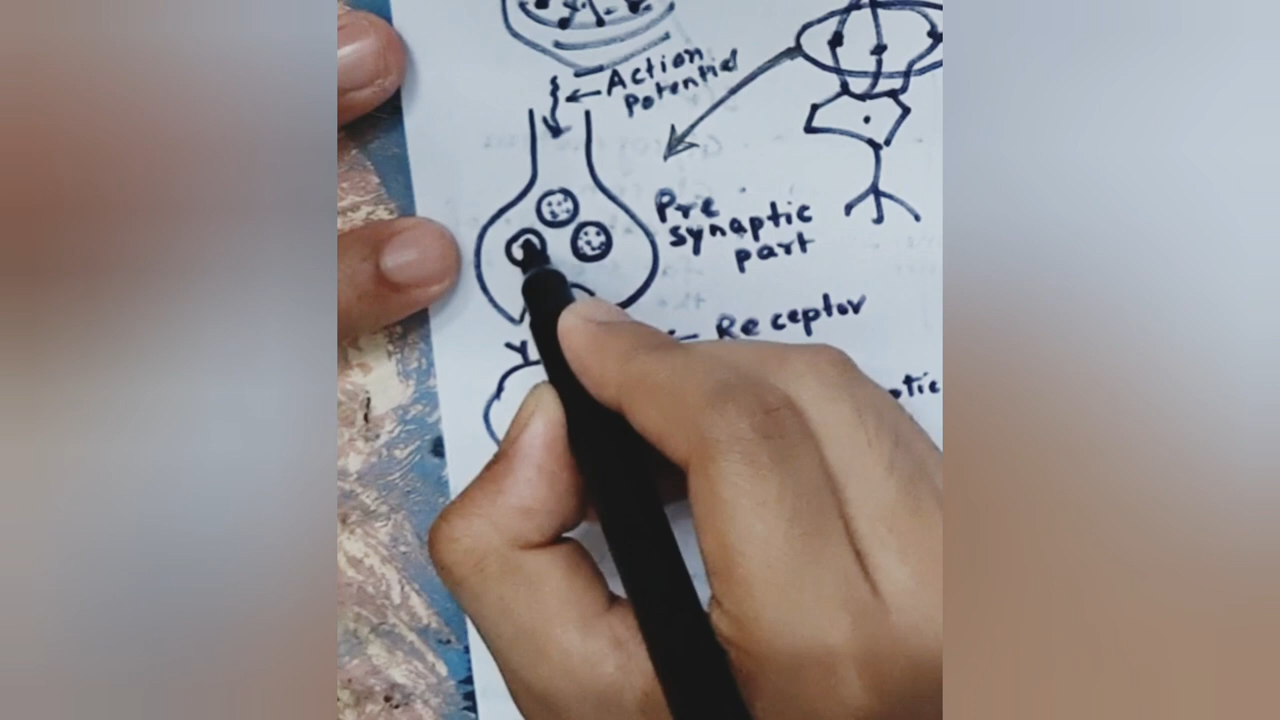 Action
Potential
Pre
synaptic
part
Receptor